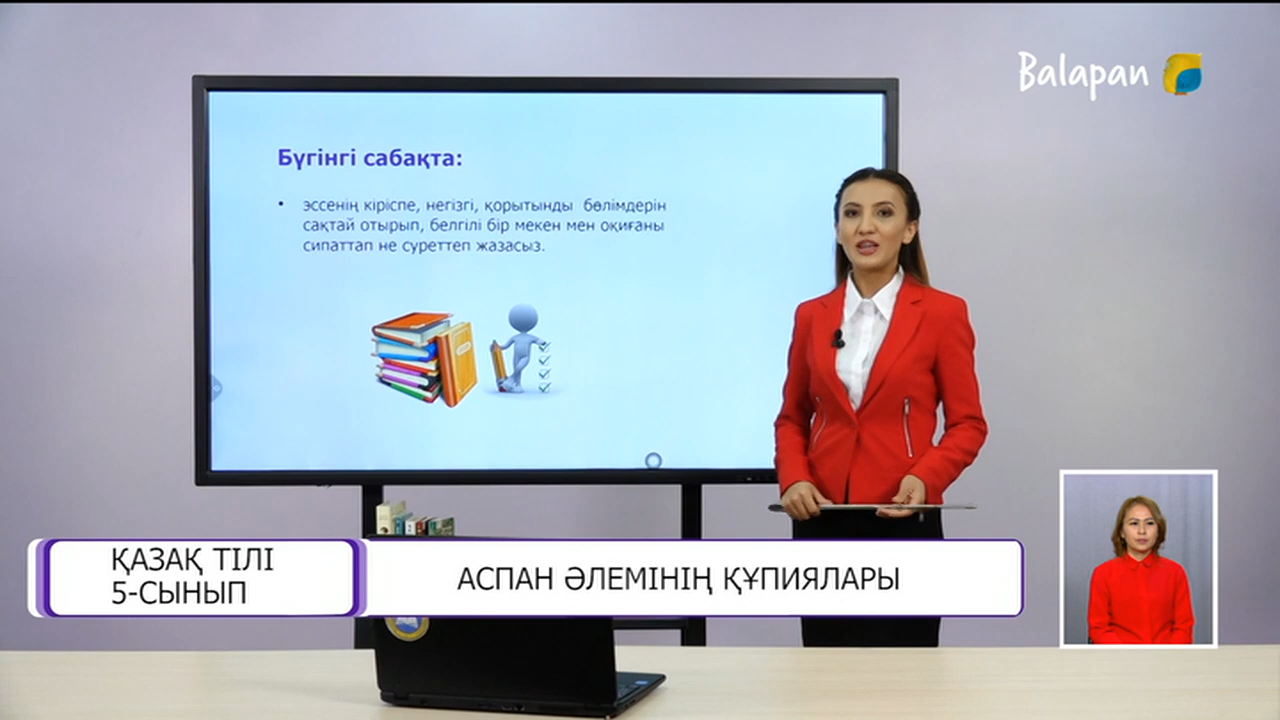 Balapan
Бүгінгі сабақта:
• эссенің кіріспе, негізгі, қорытынды бөлімдерін
сақтай отырып, белгілі бір мекен мен оқиғаны
сипаттап не суреттеп жазасыз.
ҚАЗАҚ ТІЛІ
5-СЫНЫП
АСПАН ӘЛЕМІНІҢ ҚҰПИЯЛАРЫ